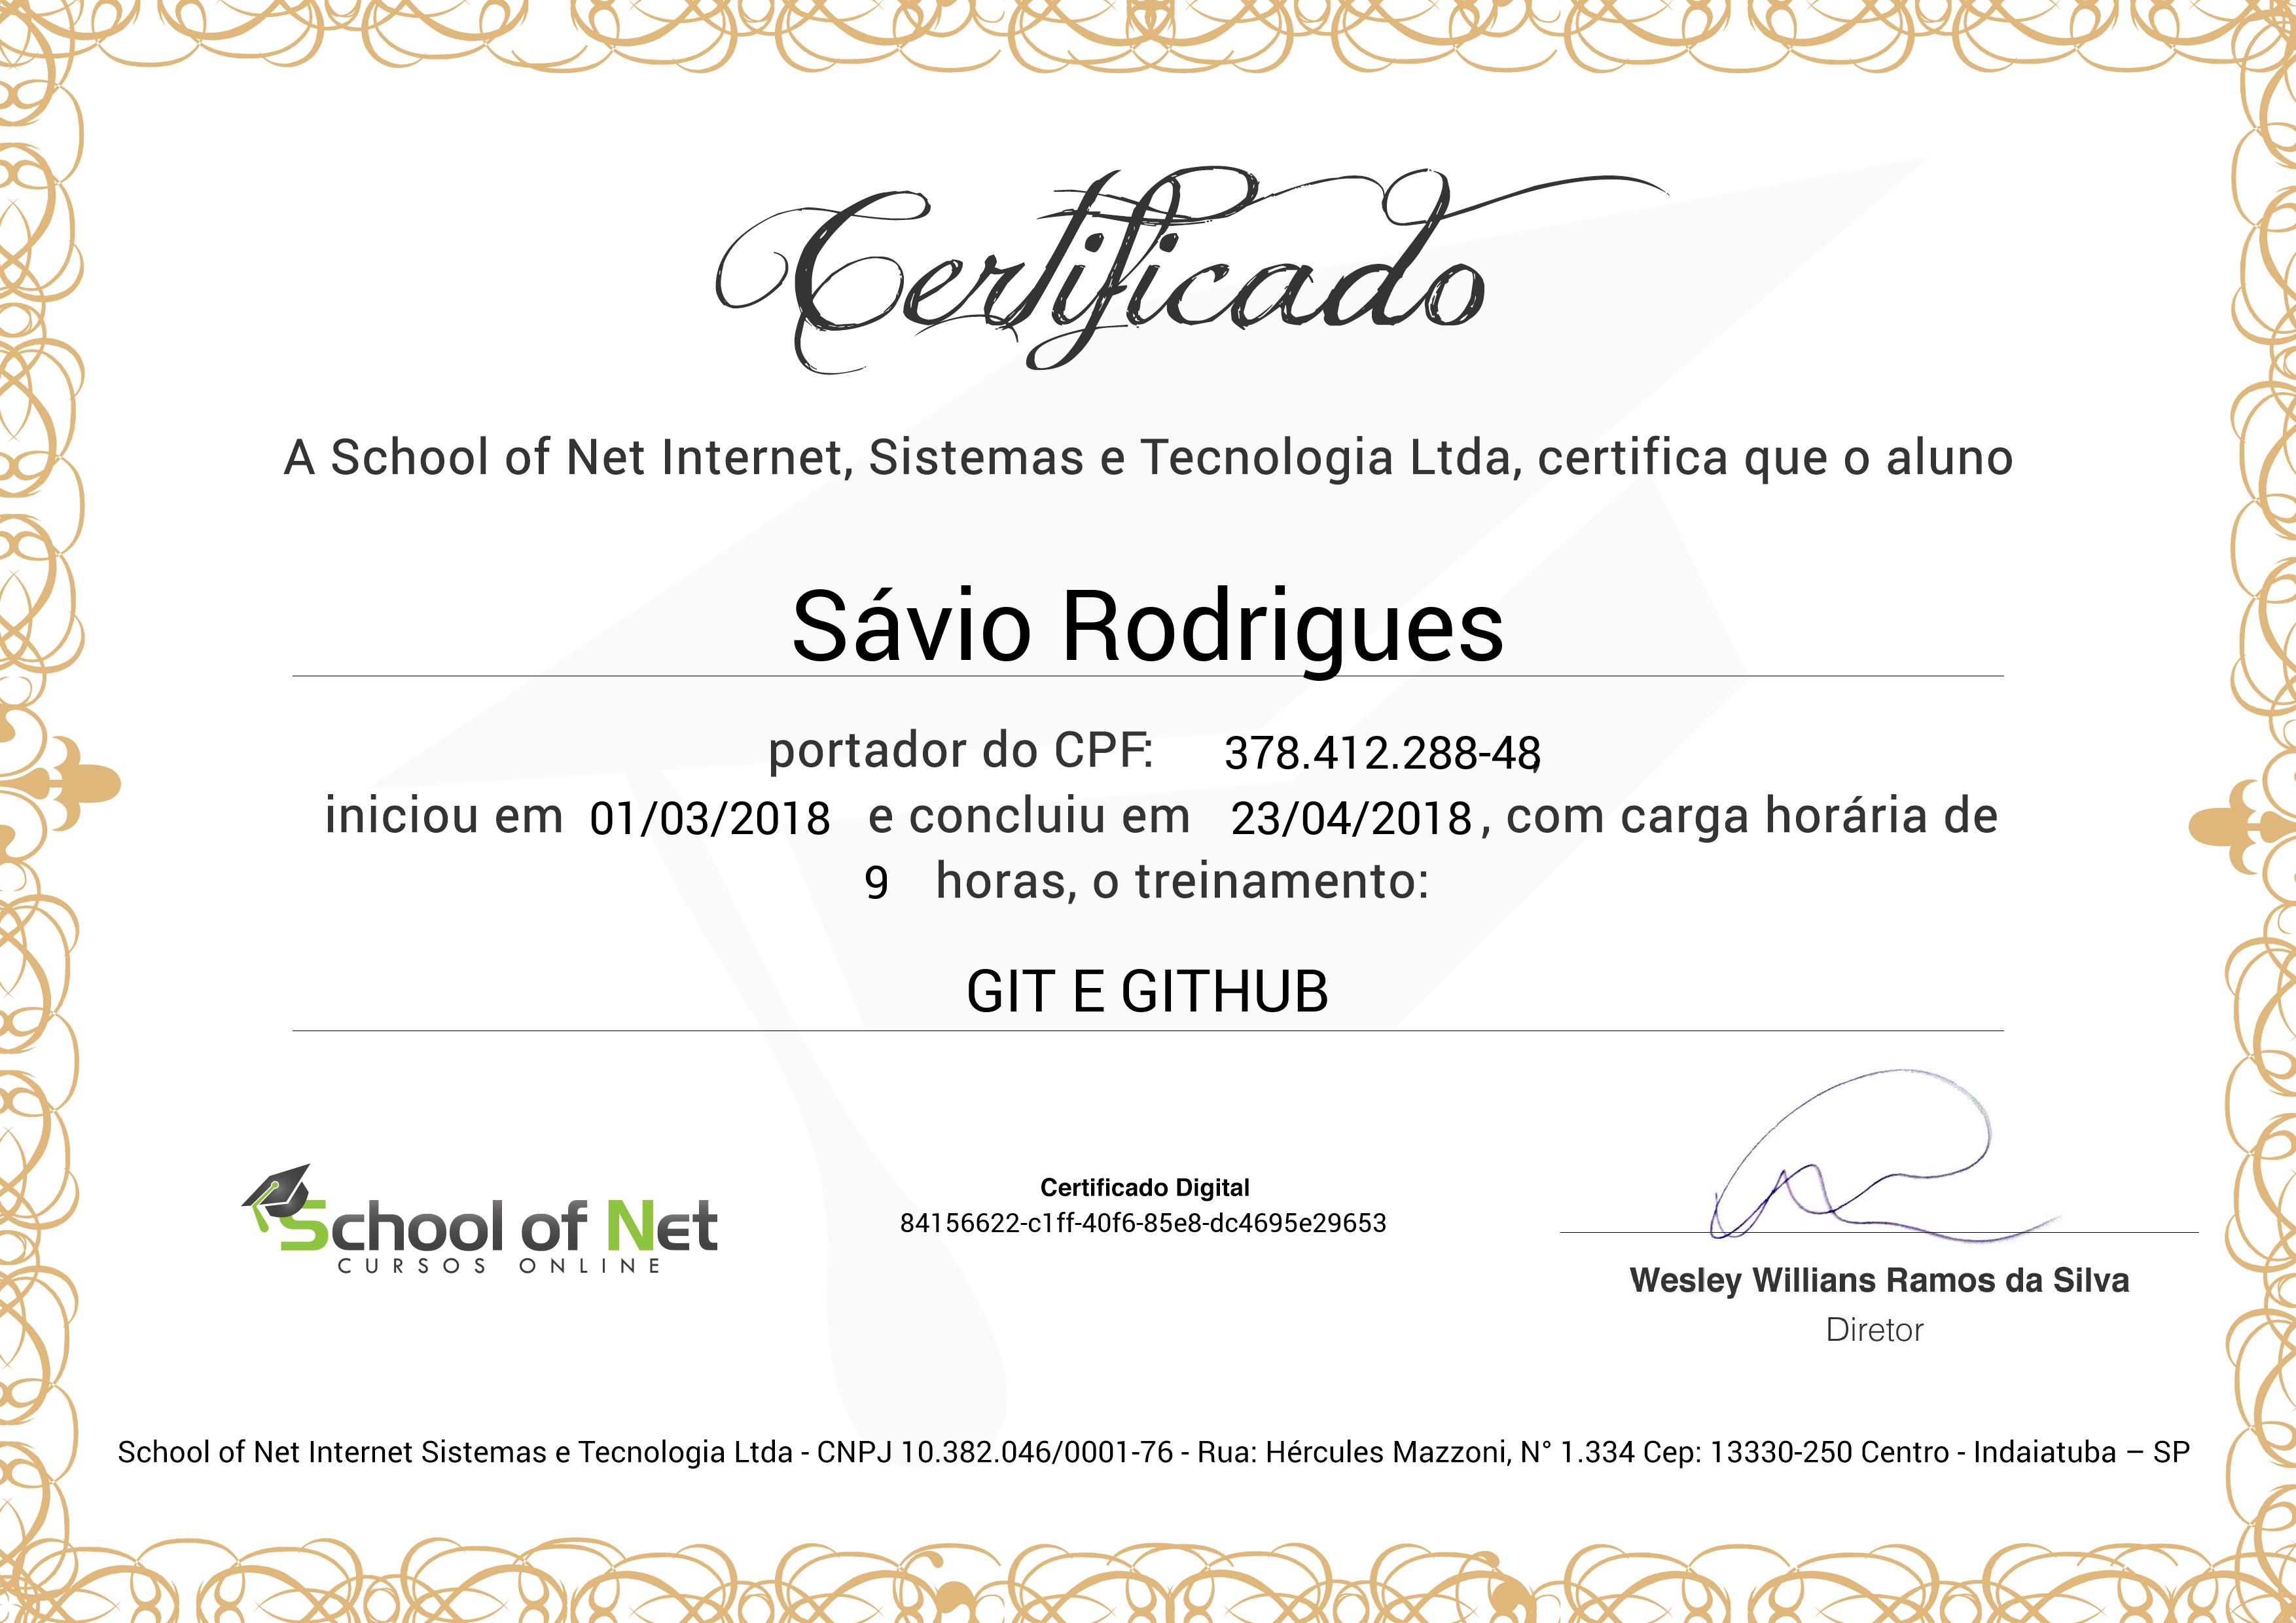 Certificado
A School of Net Internet, Sistemas e Tecnologia Ltda, certifica que o aluno
Sávio Rodrigues
portador do CPF: 378.412.288-48,
iniciou em 01/03/2018 e concluiu em 23/04/2018, com carga horária de
9 horas, o treinamento:
GIT E GITHUB
School of Net
CURSOS ONLINE
Certificado Digital
84156622-c1ff-40f6-85e8-dc4695e29653
Wesley Willians Ramos da Silva
Diretor
School of Net Internet Sistemas e Tecnologia Ltda - CNPJ 10.382.046/0001-76 - Rua: Hércules Mazzoni, N° 1.334 Cep: 13330-250 Centro - Indaiatuba – SP